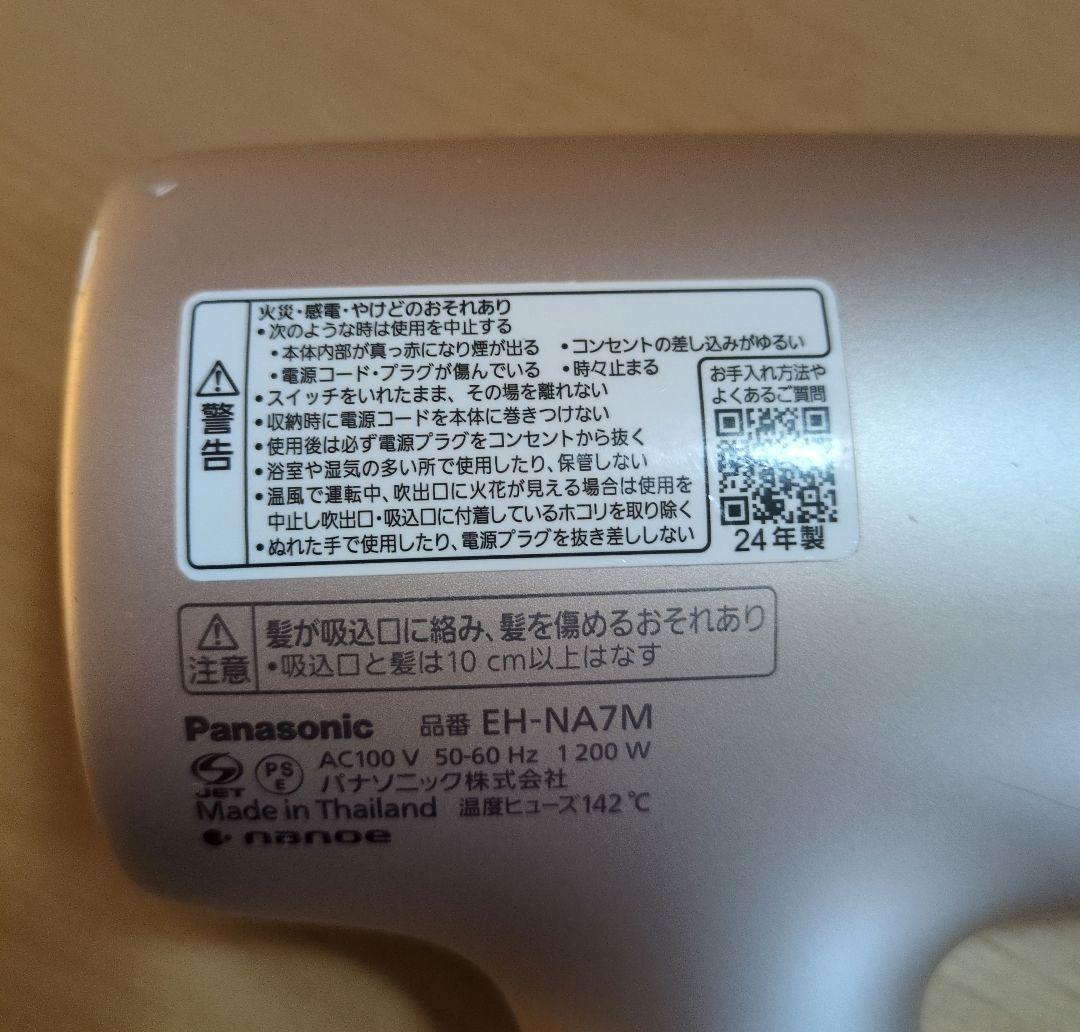 警告
火災・感電・やけどのおそれあり
•次のような時は使用を中止する
•本体内部が真っ赤になり煙が出る •コンセントの差し込みがゆるい
•電源コード・プラグが傷んでいる •時々止まる
•スイッチをいれたまま、その場を離れない
•収納時に電源コードを本体に巻きつけない
•使用後は必ず電源プラグをコンセントから抜く
•浴室や湿気の多い所で使用したり、保管しない
•温風で運転中、吹出口に火花が見える場合は使用を
中止し吹出口・吸込口に付着しているホコリを取り除く
•ぬれた手で使用したり、電源プラグを抜き差ししない
お手入れ方法や
よくあるご質問
24年製
注意
髪が吸込口に絡み、髪を傷めるおそれあり
•吸込口と髪は10 cm以上はなす
Panasonic 品番 EH-NA7M
JET PSE AC100 V 50-60 Hz 1 200 W
パナソニック株式会社
Made in Thailand 温度ヒューズ142℃
nanoe